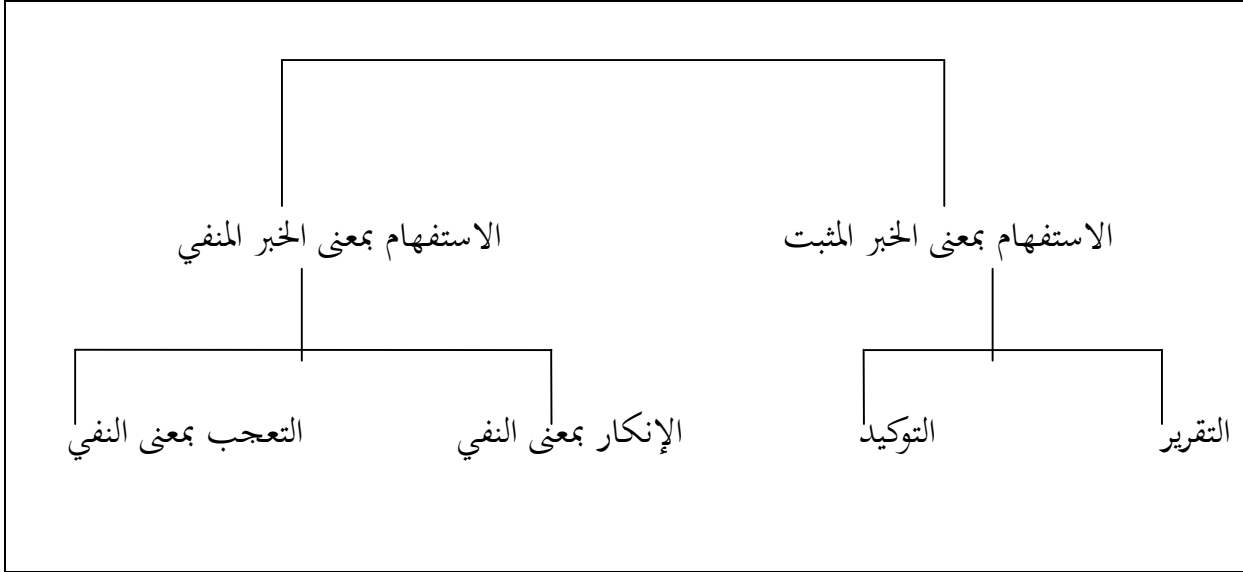 الاستفهام بمعنى الخبر المثبت
الاستفهام بمعنى الخبر المنفي
التقرير
التوكيد
الإنكار بمعنى النفي
التعجب بمعنى النفي